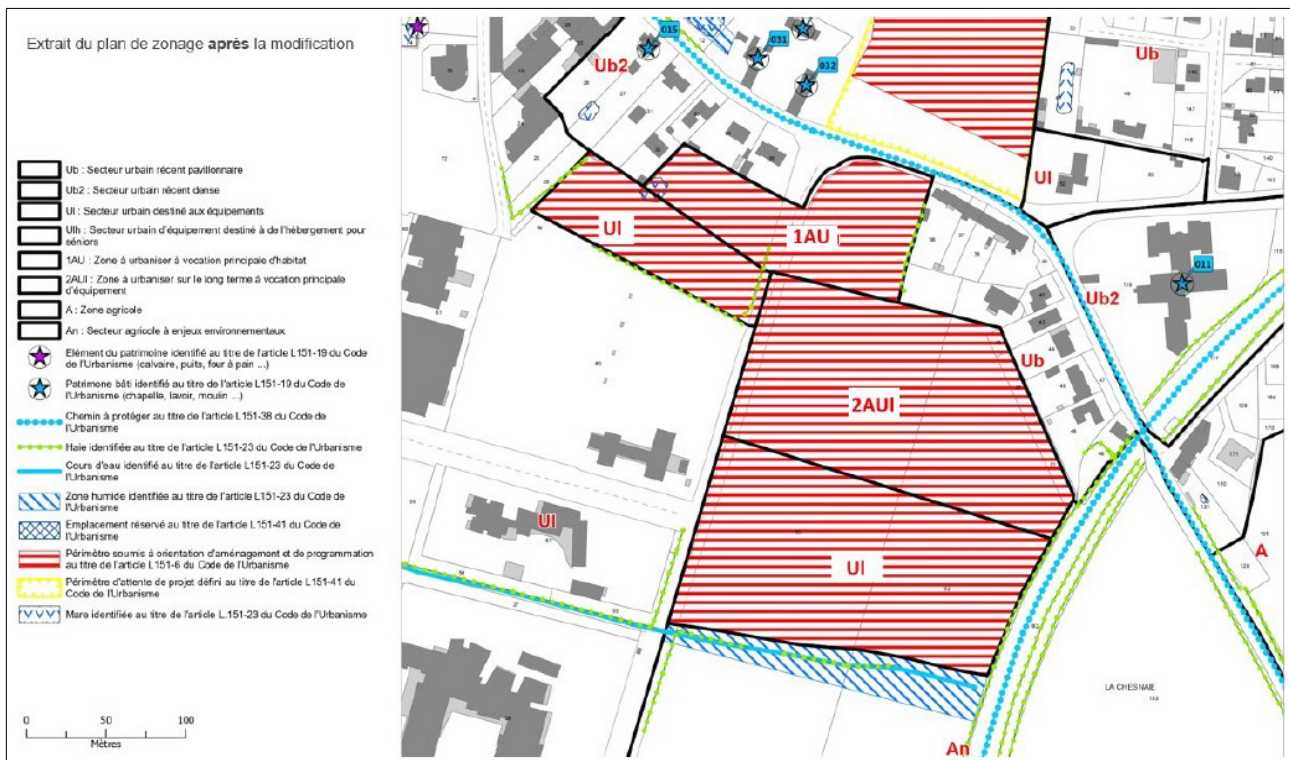 Extrait du plan de zonage après la modification
Ub : Secteur urbain récent pavillonnaire
Ub2 : Secteur urbain récent dense
Ul : Secteur urbain destiné aux équipements
Ulh : Secteur urbain d'équipement destiné à de l'hébergement pour
séniors
1AU : Zone à urbaniser à vocation principale d'habitat
2AUl : Zone à urbaniser sur le long terme à vocation principale
d'équipement
A : Zone agricole
An : Secteur agricole à enjeux environnementaux
Elément du patrimoine identifié au titre de l'article L151-19 du Code
de l'Urbanisme (calvaire, puits, four à pain ...)
Patrimone bâti identifié au titre de l'article L151-19 du Code de
l'Urbanisme (chapelle, lavoir, moulin ...)
Chemin à protéger au titre de l'article L151-38 du Code de
l'Urbanisme
Haie identifiée au titre de l'article L151-23 du Code de l'Urbanisme
Cours d'eau identifié au titre de l'article L151-23 du Code de
l'Urbanisme
Zone humide identifiée au titre de l'article L151-23 du Code de
l'Urbanisme
Emplacement réservé au titre de l'article L151-41 du Code de
l'Urbanisme
Périmètre soumis à orientation d'aménagement et de programmation
au titre de l'article L151-6 du Code de l'Urbanisme
Périmètre d'attente de projet défini au titre de l'article L151-41 du
Code de l'Urbanisme
Mare identifiée au titre de l'article L.151-23 du Code de l'Urbanisme
0 50 100
Mètres
015
031
032
Ub2
Ub
Ul
Ul
1AU
011
Ub2
Ub
2AUl
Ul
Ul
A
LA CHESNAIE
An